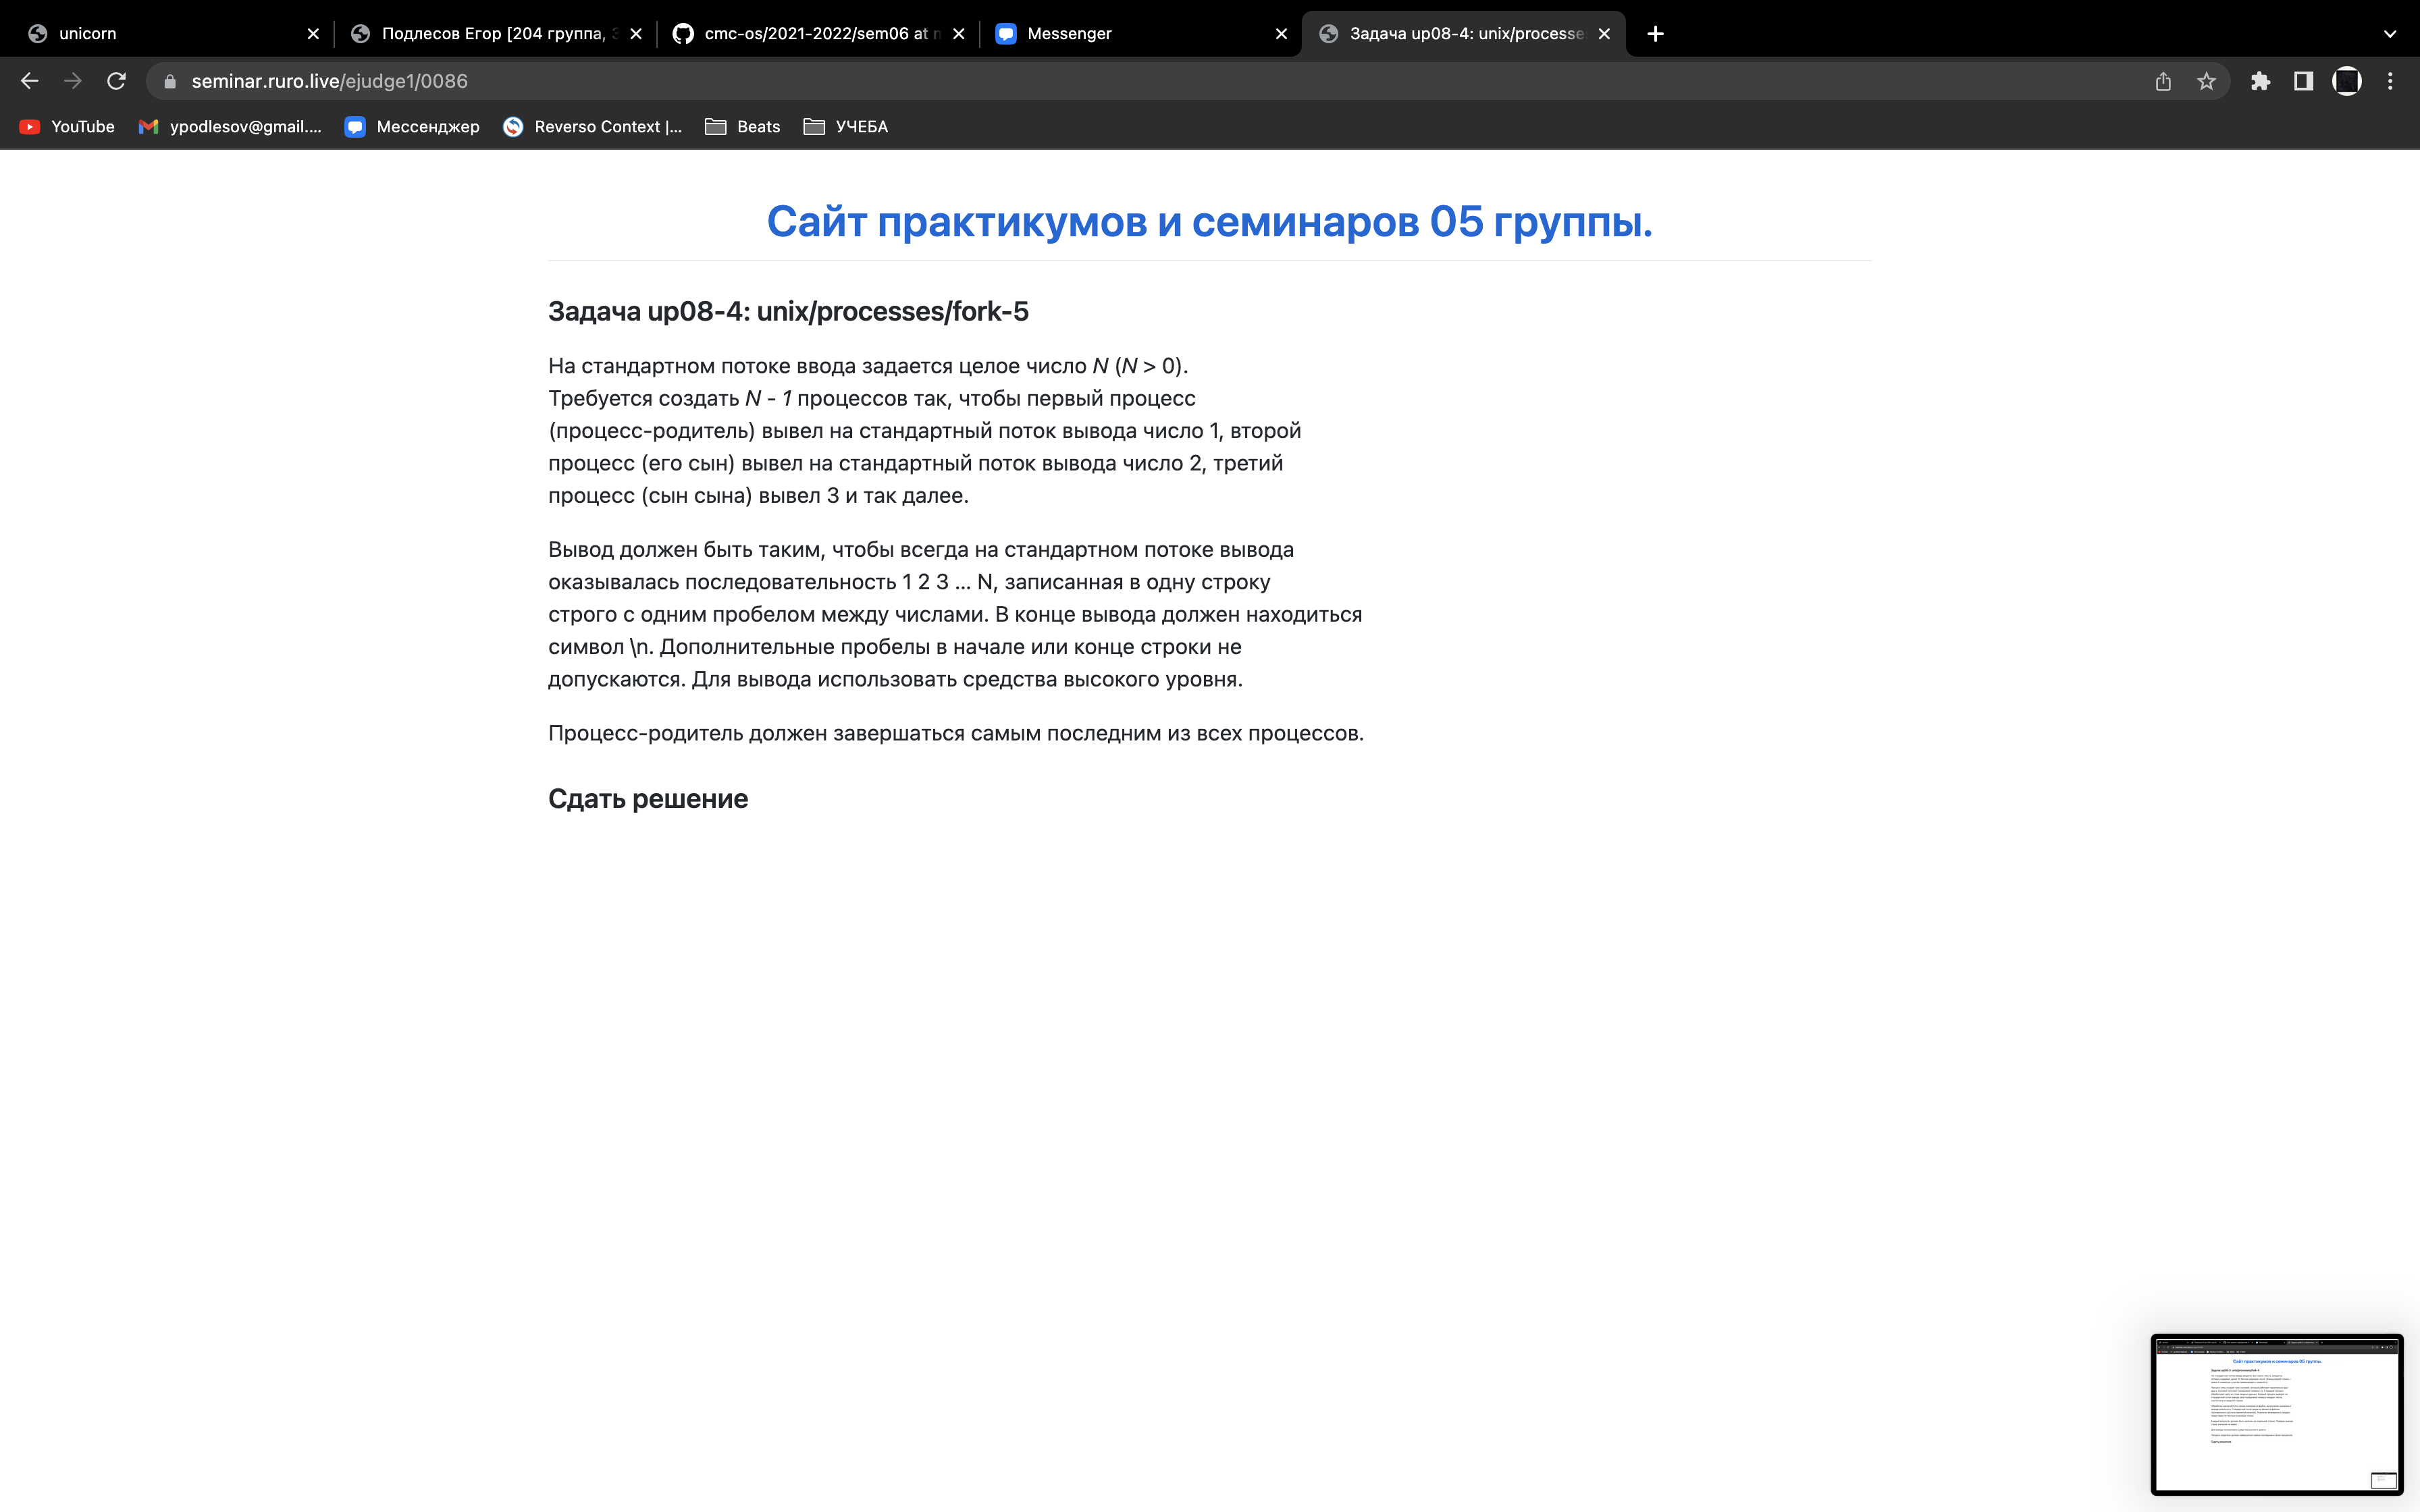 unicorn
Подлесов Егор [204 группа,
cmc-os/2021-2022/sem06 at
Messenger
Задача up08-4: unix/processe
seminar.ruro.live/ejudge1/0086
YouTube
ypodlesov@gmail....
Мессенджер
Reverso Context |...
Beats
УЧЕБА
Сайт практикумов и семинаров 05 группы.
Задача up08-4: unix/processes/fork-5
На стандартном потоке ввода задается целое число N (N > 0).
Требуется создать N - 1 процессов так, чтобы первый процесс
(процесс-родитель) вывел на стандартный поток вывода число 1, второй
процесс (его сын) вывел на стандартный поток вывода число 2, третий
процесс (сын сына) вывел 3 и так далее.
Вывод должен быть таким, чтобы всегда на стандартном потоке вывода
оказывалась последовательность 1 2 3 ... N, записанная в одну строку
строго с одним пробелом между числами. В конце вывода должен находиться
символ \n. Дополнительные пробелы в начале или конце строки не
допускаются. Для вывода использовать средства высокого уровня.
Процесс-родитель должен завершаться самым последним из всех процессов.
Сдать решение
Сайт практикумов и семинаров 05 группы.